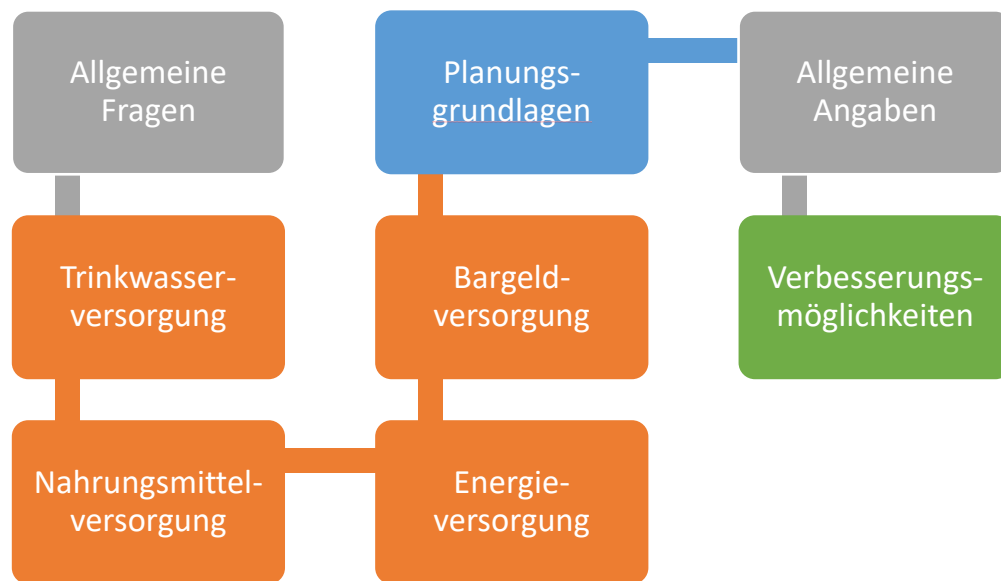 Allgemeine
Fragen
Trinkwasser-
versorgung
Nahrungsmittel-
versorgung
Energie-
versorgung
Bargeld-
versorgung
Planungs-
grundlagen
Allgemeine
Angaben
Verbesserungs-
möglichkeiten